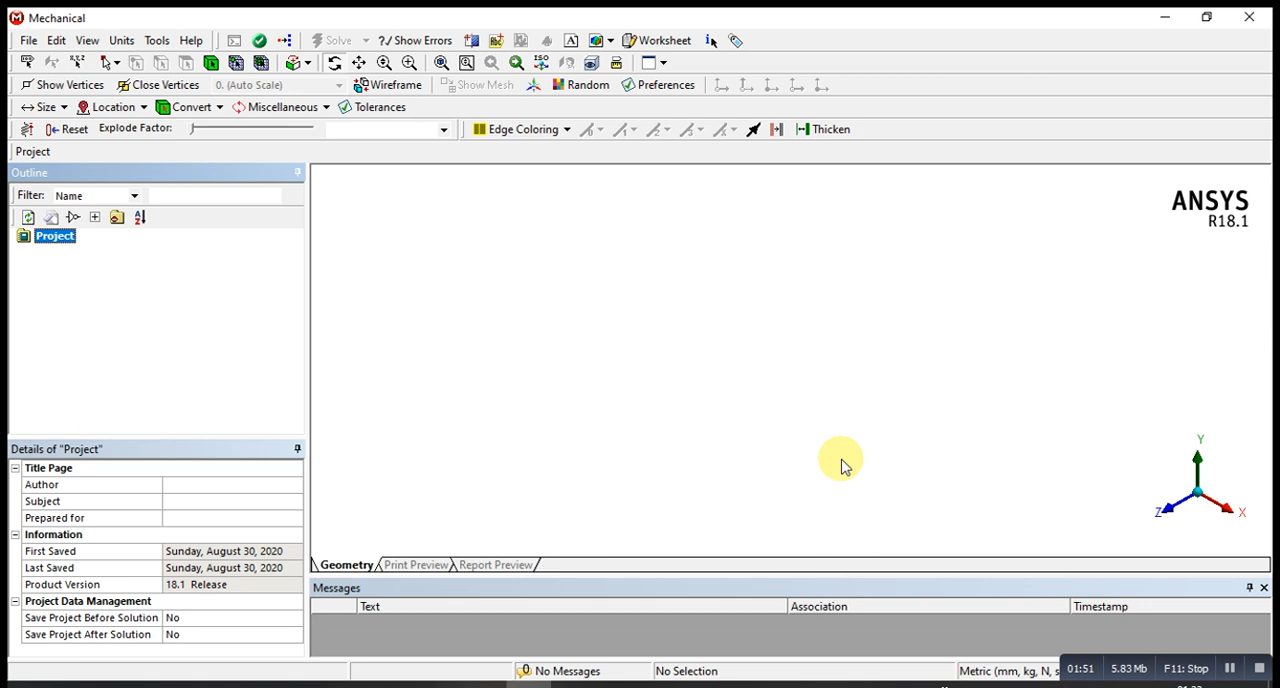 Mechanical
File Edit View Units Tools Help Solve ?/ Show Errors Worksheet
Show Vertices Close Vertices 0. (Auto Scale) Wireframe Show Mesh Random Preferences
Size Location Convert Miscellaneous Tolerances
Reset Explode Factor: Edge Coloring Thicken
Project
Outline
Filter: Name
Project
ANSYS
R18.1
Details of "Project"
Title Page
Author
Subject
Prepared for
Information
First Saved Sunday, August 30, 2020
Last Saved Sunday, August 30, 2020
Product Version 18.1 Release
Project Data Management
Save Project Before Solution No
Save Project After Solution No
Y
Z X
Geometry Print Preview Report Preview
Messages
Text Association Timestamp
0 No Messages No Selection Metric (mm, kg, N, s
01:51 5.83 Mb F11: Stop